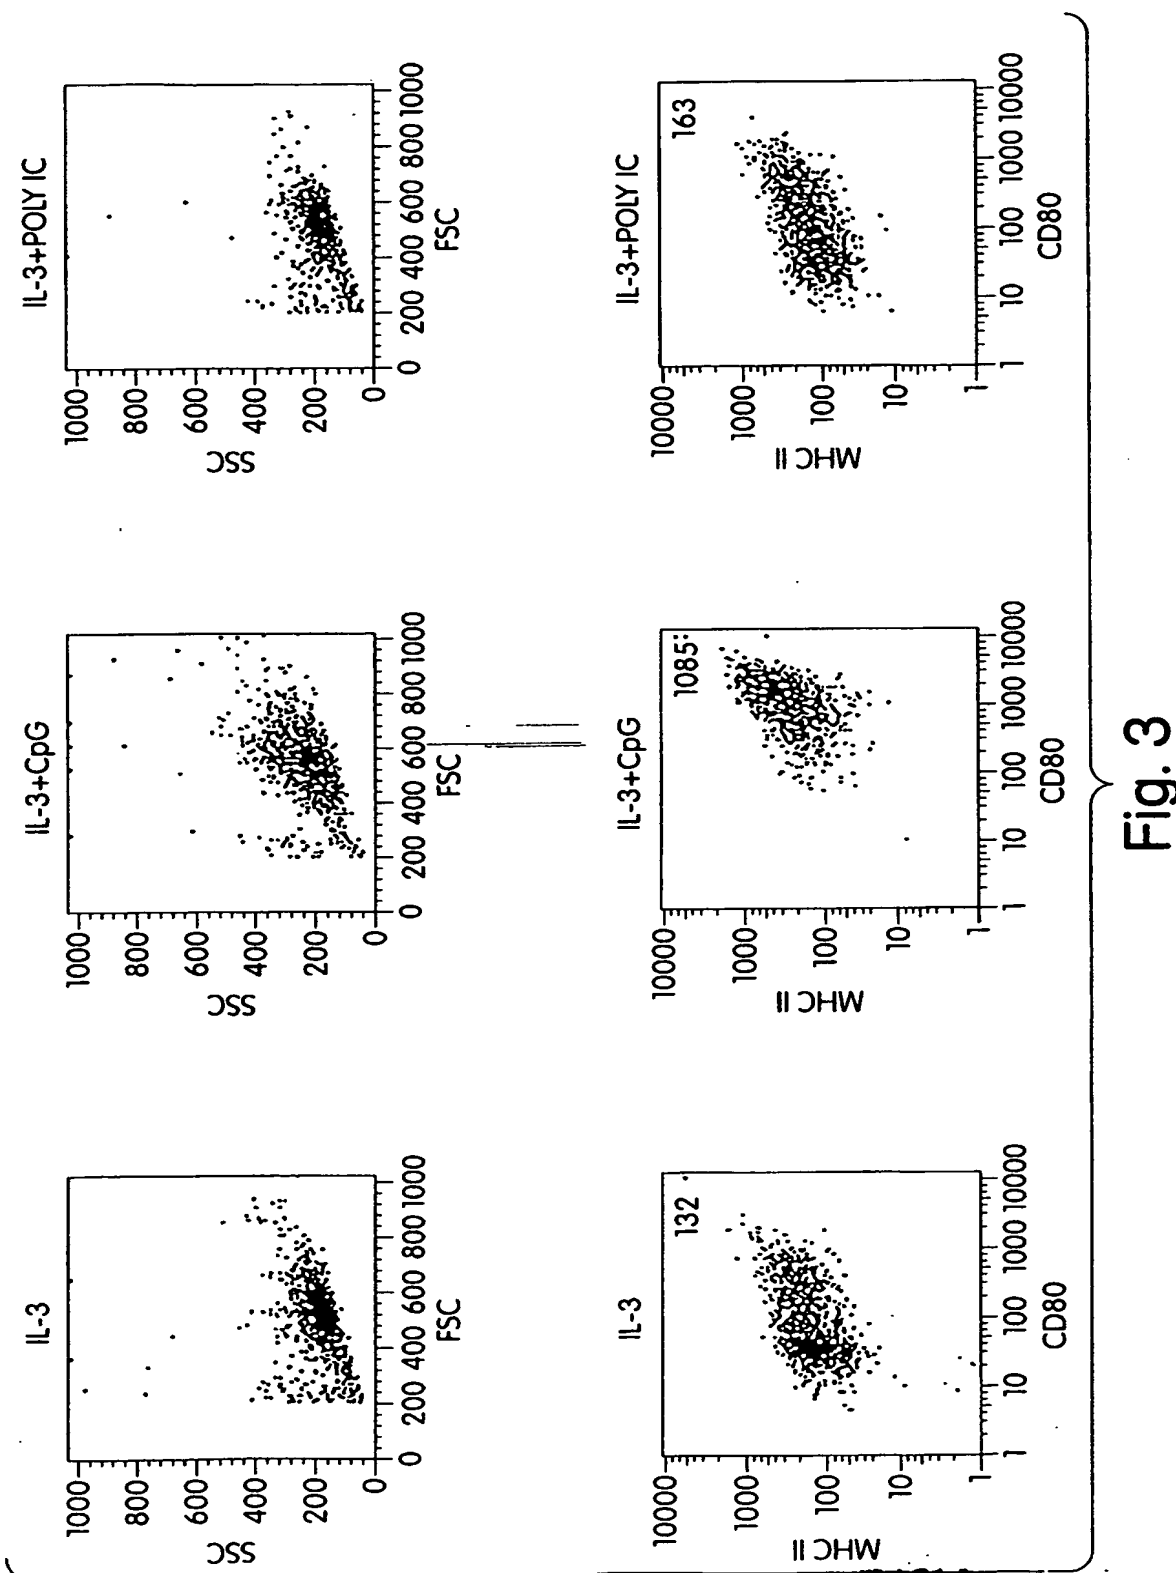 IL-3
SSC
1000
800
600
400
200
0
0 200 400 600 800 1000
FSC
IL-3+CpG
SSC
1000
800
600
400
200
0
0 200 400 600 800 1000
FSC
IL-3+POLY IC
SSC
1000
800
600
400
200
0
0 200 400 600 800 1000
FSC
IL-3
132
MHC II
10000
1000
100
10
1
1 10 100 1000 10000
CD80
IL-3+CpG
1085
MHC II
10000
1000
100
10
1
1 10 100 1000 10000
CD80
IL-3+POLY IC
163
MHC II
10000
1000
100
10
1
1 10 100 1000 10000
CD80
Fig. 3